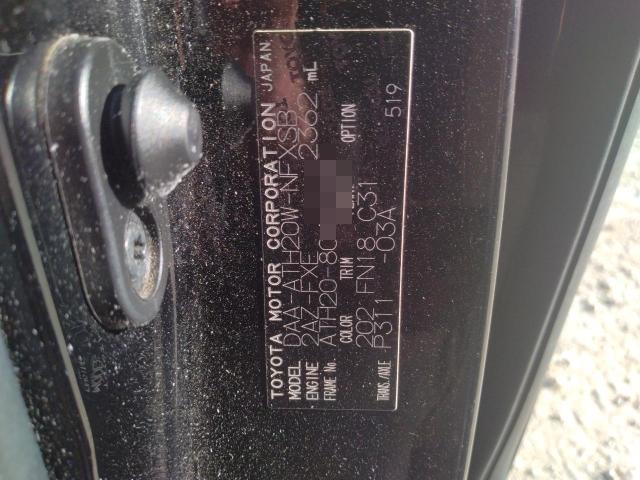 TOYOTA MOTOR CORPORATION JAPAN
MODEL DAA-ATH20W-NFXSB
ENGINE 2AZ-FXE 2362 mL
FRAME No. ATH20-80
COLOR TRIM OPTION
202 FN18 C31 519
TRANS./AXLE P311 -03A